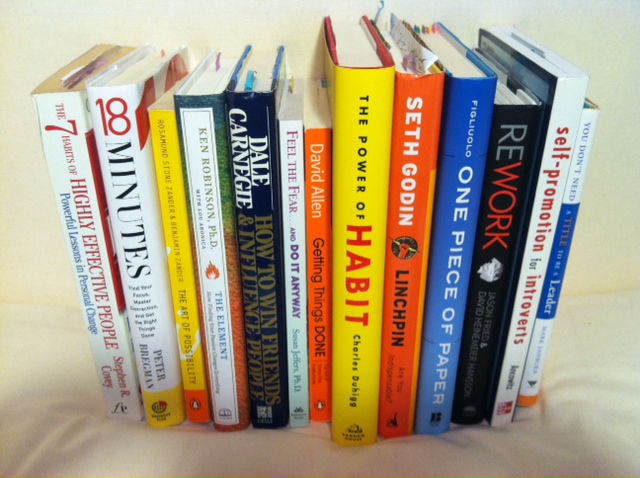 THE 7 HABITS OF HIGHLY EFFECTIVE PEOPLE
Powerful Lessons in Personal Change
Stephen R.
Covey
18 MINUTES
Find Your
Focus,
Master
Distraction,
and Get
the Right
Things
Done
PETER
BREGMAN
ROSAMUND STONE ZANDER & BENJAMIN ZANDER
THE ART OF POSSIBILITY
KEN ROBINSON, Ph.D.
WITH LOU ARONICA
THE ELEMENT
DALE
CARNEGIE
HOW TO WIN FRIENDS
& INFLUENCE PEOPLE
FEEL THE FEAR... AND DO IT ANYWAY
Susan Jeffers, Ph.D.
David Allen
Getting Things DONE
THE POWER OF HABIT
Charles Duhigg
RANDOM
HOUSE
SETH GODIN
LINCHPIN
Are You
Indispensable?
FIGLIUOLO
ONE PIECE OF PAPER
REWORK
JASON FRIED &
DAVID HEINEMEIER HANSSON
self-promotion for introverts
YOU DON'T NEED
A TITLE TO BE A
Leader
MARK SANBORN